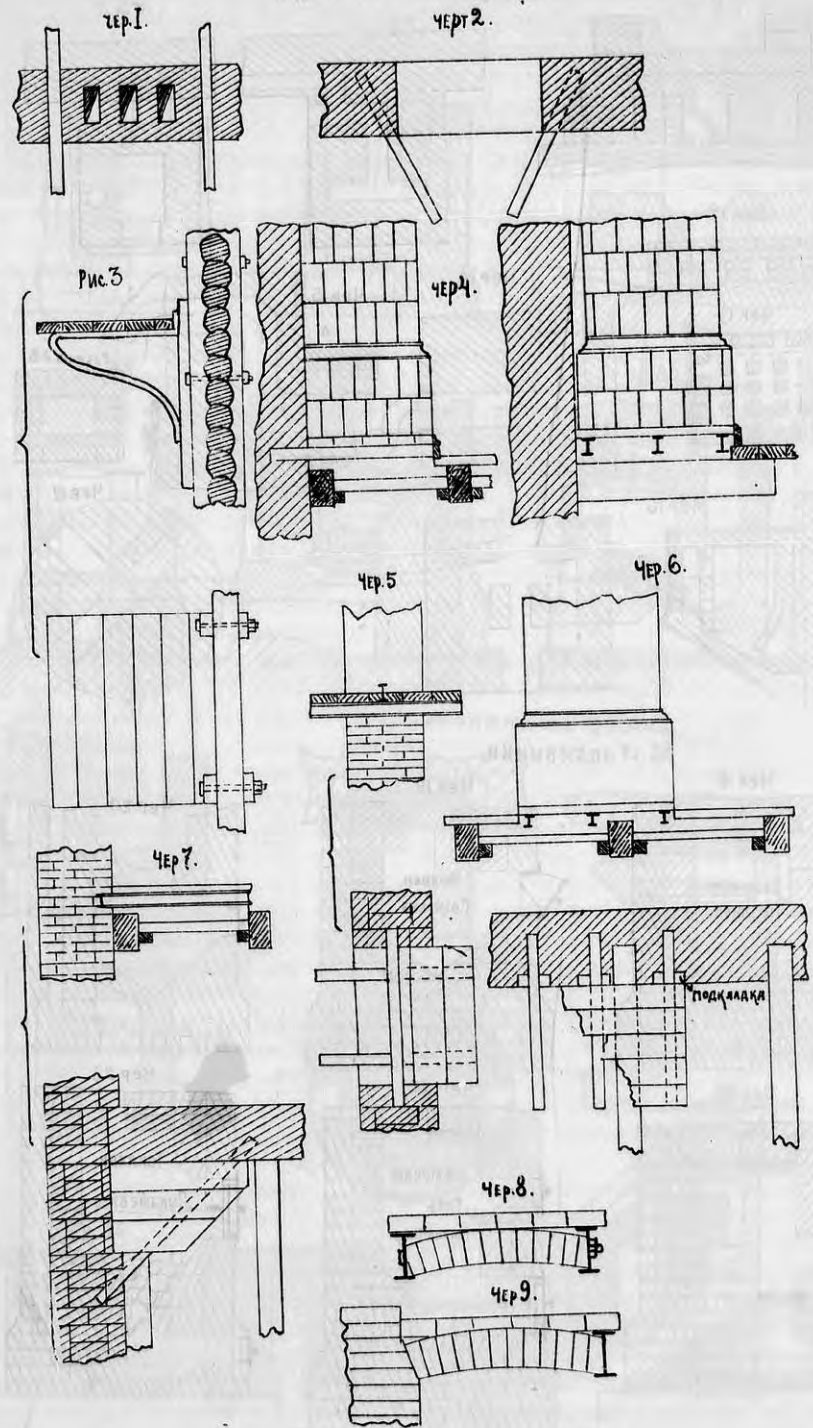 чер. I.
черт 2.
Рис. 3
чер 4.
чер. 5
чер. 6.
чер 7.
подкладка
чер. 8.
чер 9.